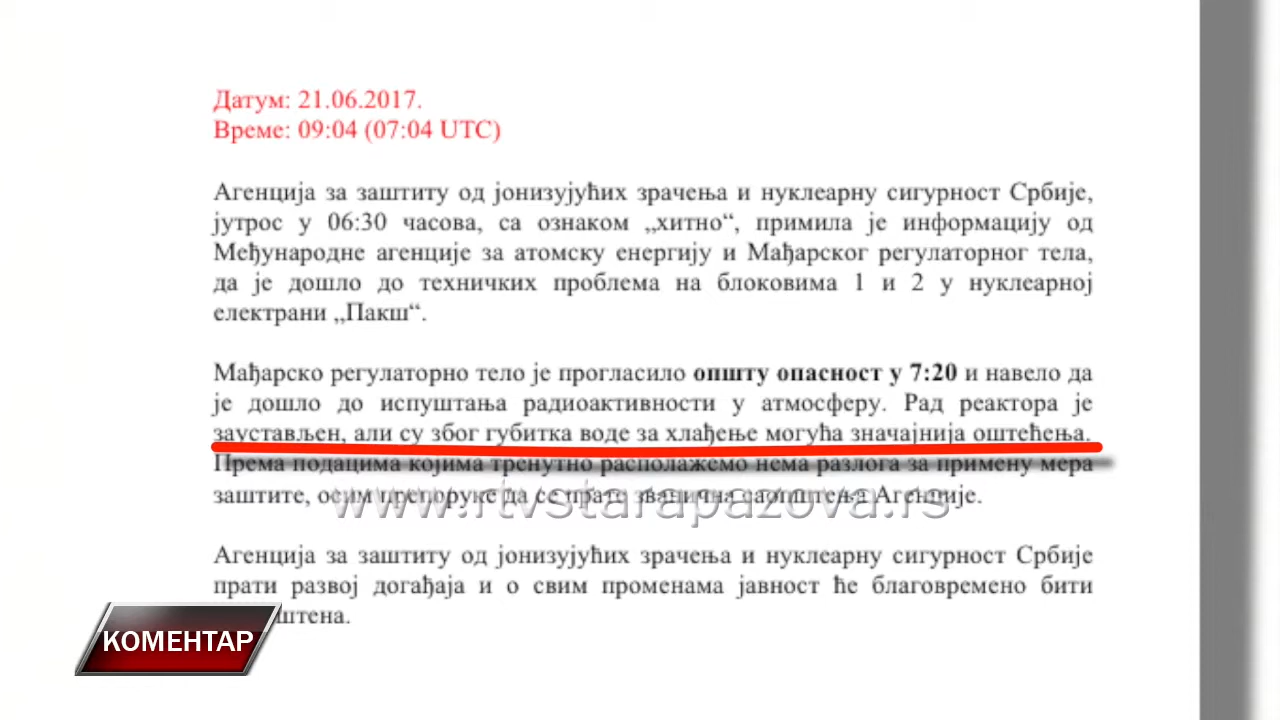 Датум: 21.06.2017.
Време: 09:04 (07:04 UTC)
Агенција за заштиту од јонизујућих зрачења и нуклеарну сигурност Србије,
јутрос у 06:30 часова, са ознаком „хитно“, примила је информацију од
Међународне агенције за атомску енергију и Мађарског регулаторног тела,
да је дошло до техничких проблема на блоковима 1 и 2 у нуклеарној
електрани „Пакш“.
Мађарско регулаторно тело је прогласило општу опасност у 7:20 и навело да
је дошло до испуштања радиоактивности у атмосферу. Рад реактора је
заустављен, али су због губитка воде за хлађење могућа значајнија оштећења.
Према подацима којима тренутно располажемо нема разлога за примену мера
заштите, осим препоруке да се прате званична саопштења Агенције.
www.rtvstarapazova.rs
Агенција за заштиту од јонизујућих зрачења и нуклеарну сигурност Србије
прати развој догађаја и о свим променама јавност ће благовремено бити
штена.
КОМЕНТАР